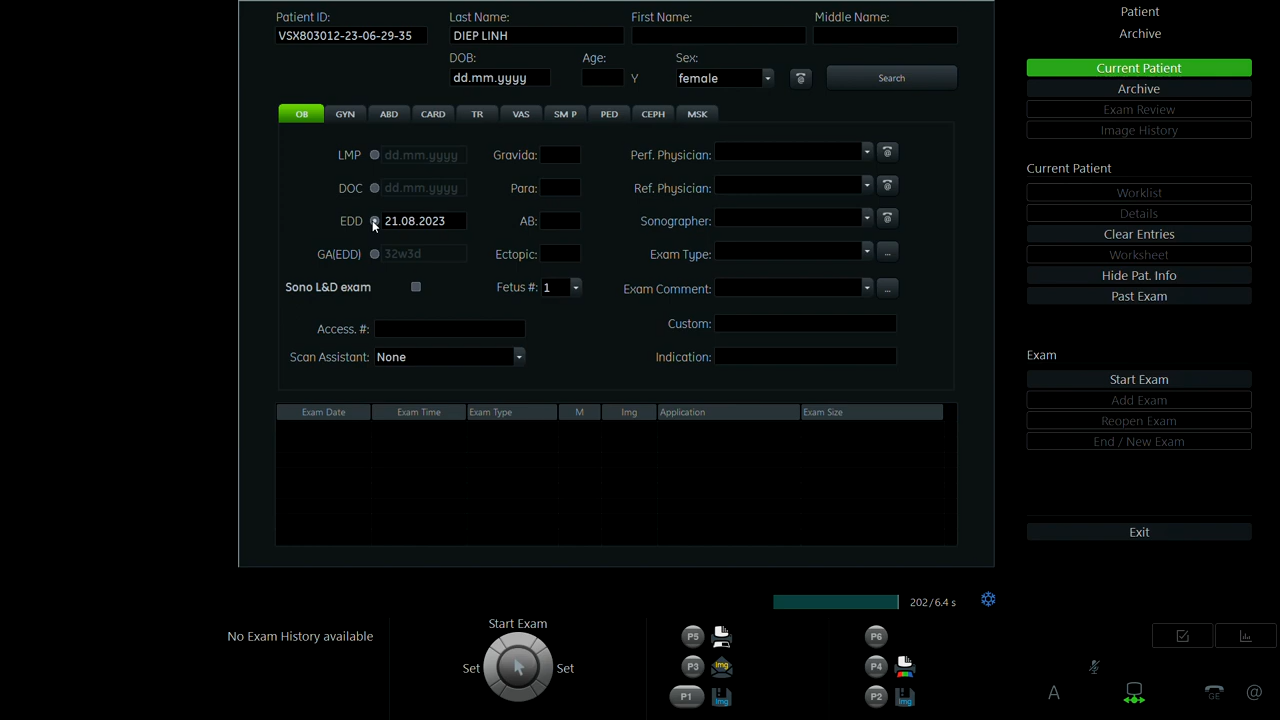 Patient ID: Last Name: First Name: Middle Name:
VSX803012-23-06-29-35 DIEP LINH
DOB: Age: Sex:
dd.mm.yyyy Y female Search
OB GYN ABD CARD TR VAS SM P PED CEPH MSK
LMP dd.mm.yyyy Gravida: Perf. Physician:
DOC dd.mm.yyyy Para: Ref. Physician:
EDD 21.08.2023 AB: Sonographer:
GA(EDD) 32w3d Ectopic: Exam Type: ...
Sono L&D exam Fetus #: 1 Exam Comment: ...
Access. #: Custom:
Scan Assistant: None Indication:
Exam Date Exam Time Exam Type M Img Application Exam Size
202/6.4 s
Patient
Archive
Current Patient
Archive
Exam Review
Image History
Current Patient
Worklist
Details
Clear Entries
Worksheet
Hide Pat. Info
Past Exam
Exam
Start Exam
Add Exam
Reopen Exam
End / New Exam
Exit
No Exam History available
Start Exam
Set Set
P5 P6
P3 Img P4
P1 Img P2 Img
A GE @